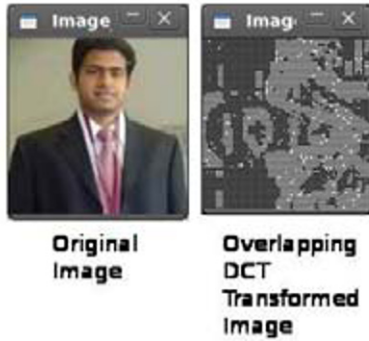 Image
Imag
Original
Image
Overlapping
DCT
Transformed
Image